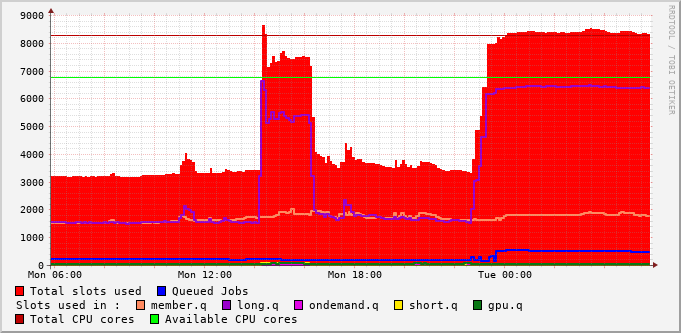 9000
8000
7000
6000
5000
4000
3000
2000
1000
0
Mon 06:00 Mon 12:00 Mon 18:00 Tue 00:00
Total slots used Queued Jobs
Slots used in : member.q long.q ondemand.q short.q gpu.q
Total CPU cores Available CPU cores
RRDTOOL / TOBI OETIKER